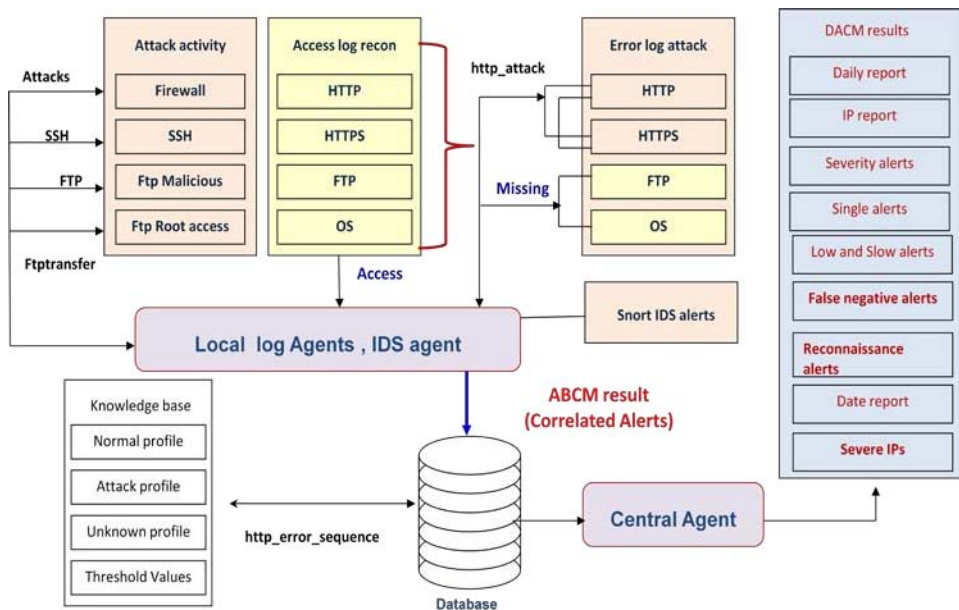 Attack activity
Firewall
SSH
Ftp Malicious
Ftp Root access
Attacks
SSH
FTP
Ftptransfer
Access log recon
HTTP
HTTPS
FTP
OS
Access
http_attack
Missing
Error log attack
HTTP
HTTPS
FTP
OS
Snort IDS alerts
Local log Agents , IDS agent
ABCM result
(Correlated Alerts)
Knowledge base
Normal profile
Attack profile
Unknown profile
Threshold Values
http_error_sequence
Database
Central Agent
DACM results
Daily report
IP report
Severity alerts
Single alerts
Low and Slow alerts
False negative alerts
Reconnaissance
alerts
Date report
Severe IPs